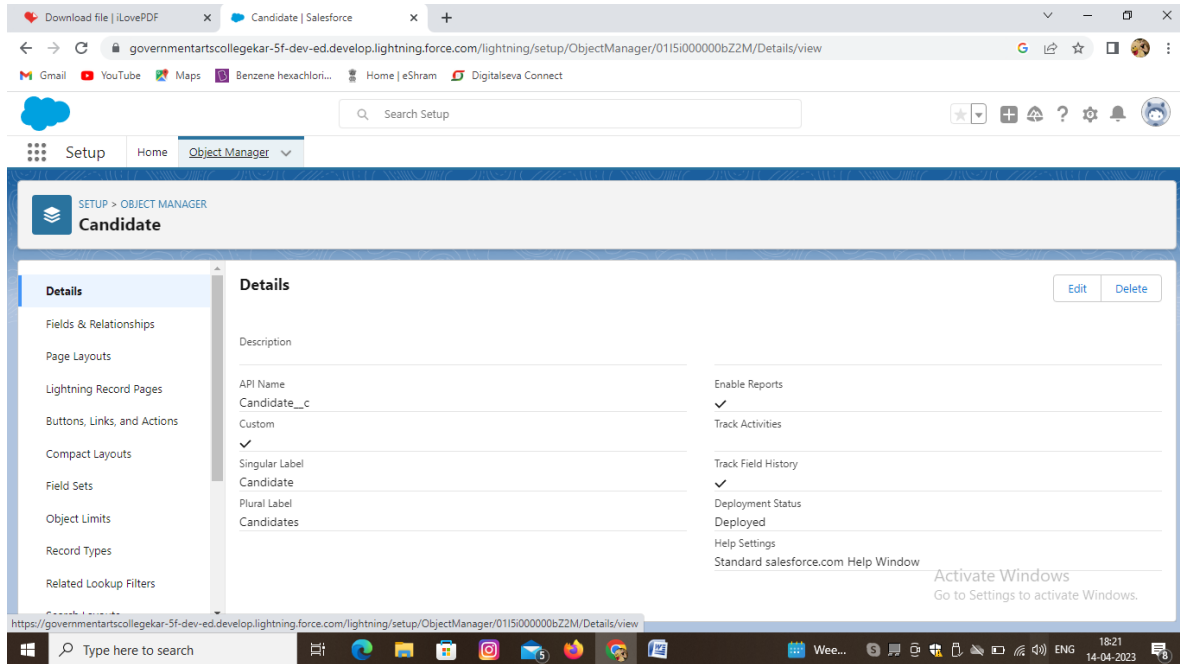 Download file | iLovePDF
Candidate | Salesforce
governmentartscollegekar-5f-dev-ed.develop.lightning.force.com/lightning/setup/ObjectManager/01I5i000000bZ2M/Details/view
Gmail YouTube Maps Benzene hexachlori... Home | eShram Digitalseva Connect
Search Setup
Setup Home Object Manager
SETUP > OBJECT MANAGER
Candidate
Details
Fields & Relationships
Page Layouts
Lightning Record Pages
Buttons, Links, and Actions
Compact Layouts
Field Sets
Object Limits
Record Types
Related Lookup Filters
Details
Edit Delete
Description
API Name
Candidate__c
Custom
Singular Label
Candidate
Plural Label
Candidates
Enable Reports
Track Activities
Track Field History
Deployment Status
Deployed
Help Settings
Standard salesforce.com Help Window
Activate Windows
Go to Settings to activate Windows.
https://governmentartscollegekar-5f-dev-ed.develop.lightning.force.com/lightning/setup/ObjectManager/01I5i000000bZ2M/Details/view
Type here to search
5
Wee...
ENG
18:21
14-04-2023
8